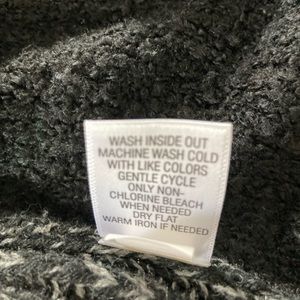 WASH INSIDE OUT
MACHINE WASH COLD
WITH LIKE COLORS
GENTLE CYCLE
ONLY NON-
CHLORINE BLEACH
WHEN NEEDED
DRY FLAT
WARM IRON IF NEEDED